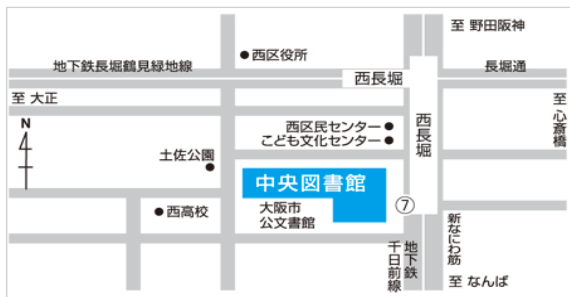 至 野田阪神
西区役所
地下鉄長堀鶴見緑地線
西長堀
長堀通
至 大正
至 心斎橋
N
西区民センター
こども文化センター
西長堀
土佐公園
中央図書館
大阪市
公文書館
西高校
⑦
新なにわ筋
地下鉄
千日前線
至 なんば